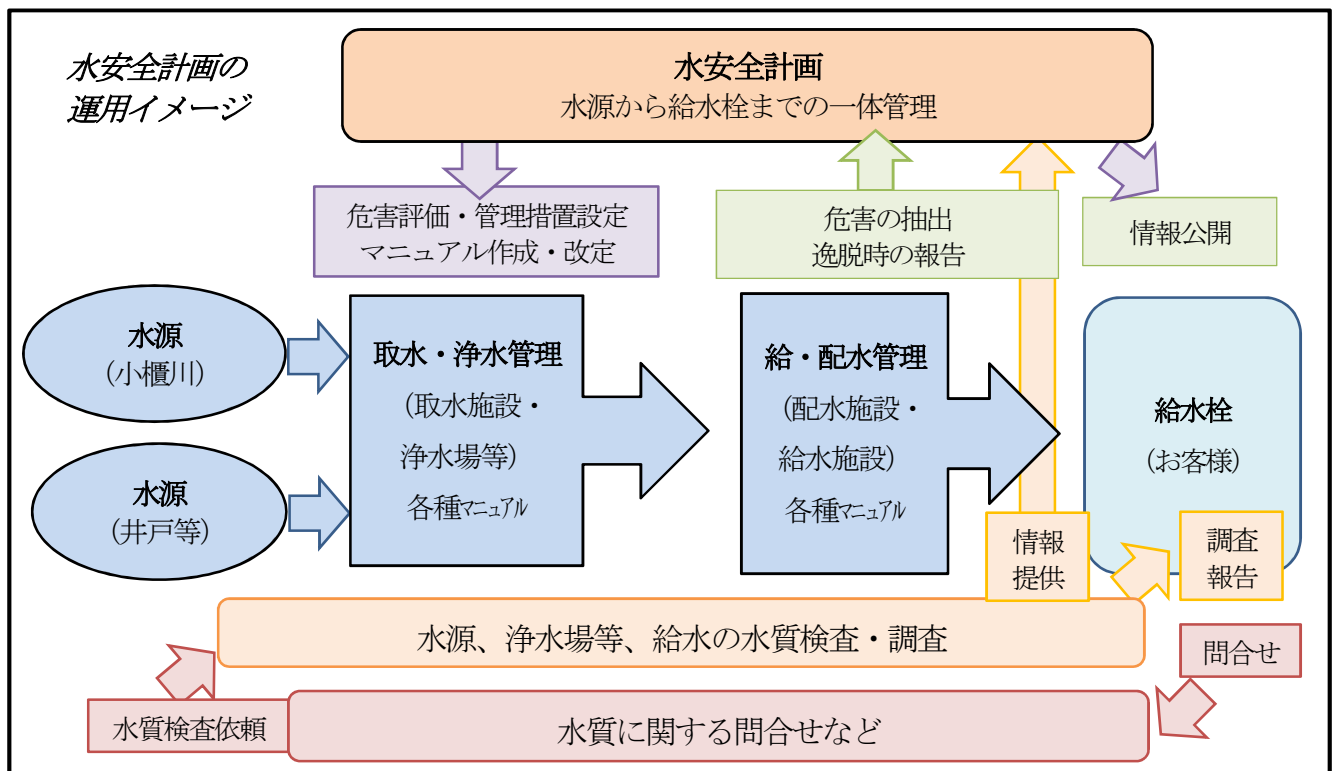 水安全計画の
運用イメージ
水安全計画
水源から給水栓までの一体管理
危害評価・管理措置設定
マニュアル作成・改定
危害の抽出
逸脱時の報告
情報公開
水源
(小櫃川)
水源
(井戸等)
取水・浄水管理
(取水施設・
浄水場等)
各種マニュアル
給・配水管理
(配水施設・
給水施設)
各種マニュアル
給水栓
(お客様)
情報
提供
調査
報告
水源、浄水場等、給水の水質検査・調査
問合せ
水質検査依頼
水質に関する問合せなど